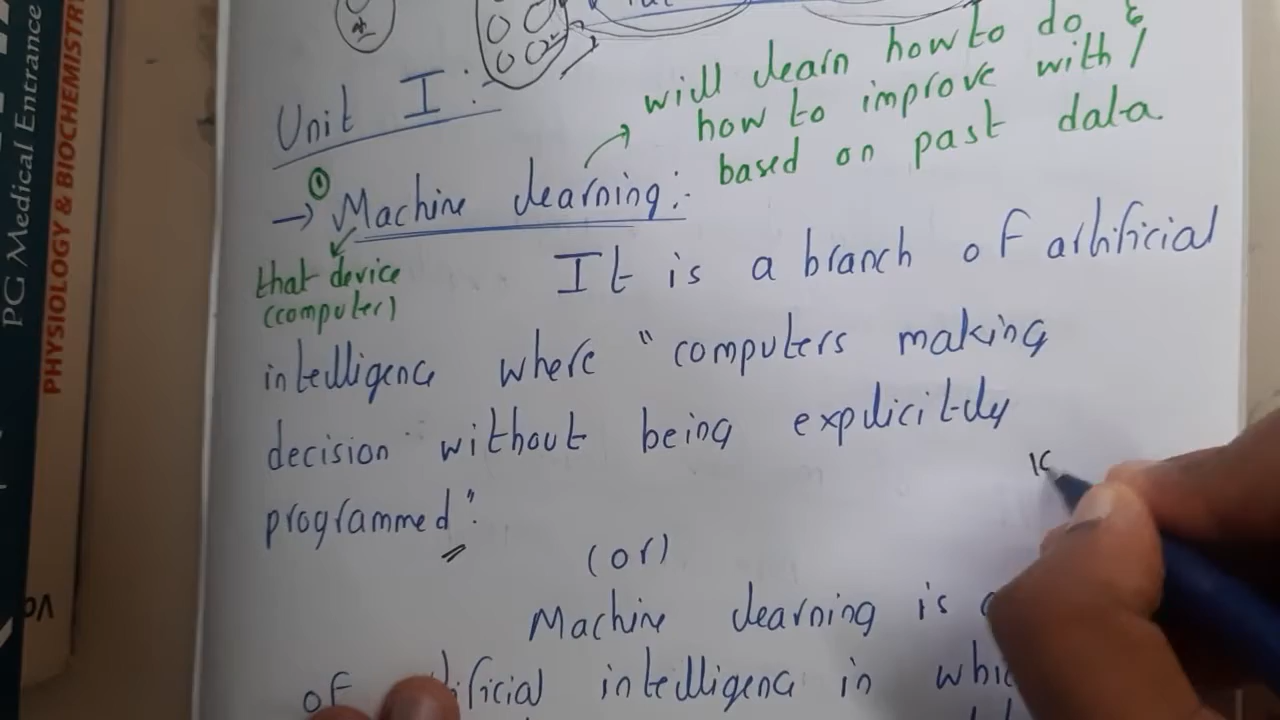 PG Medical Entrance
PHYSIOLOGY & BIOCHEMISTRY
Unit I :-
will learn how to do &
how to improve with /
based on past data
① → Machine learning :-
that device
(computer)
It is a branch of artificial
intelligence where "computers making
decision without being explicitly
programmed".
(or)
Machine learning is
of intelligence in